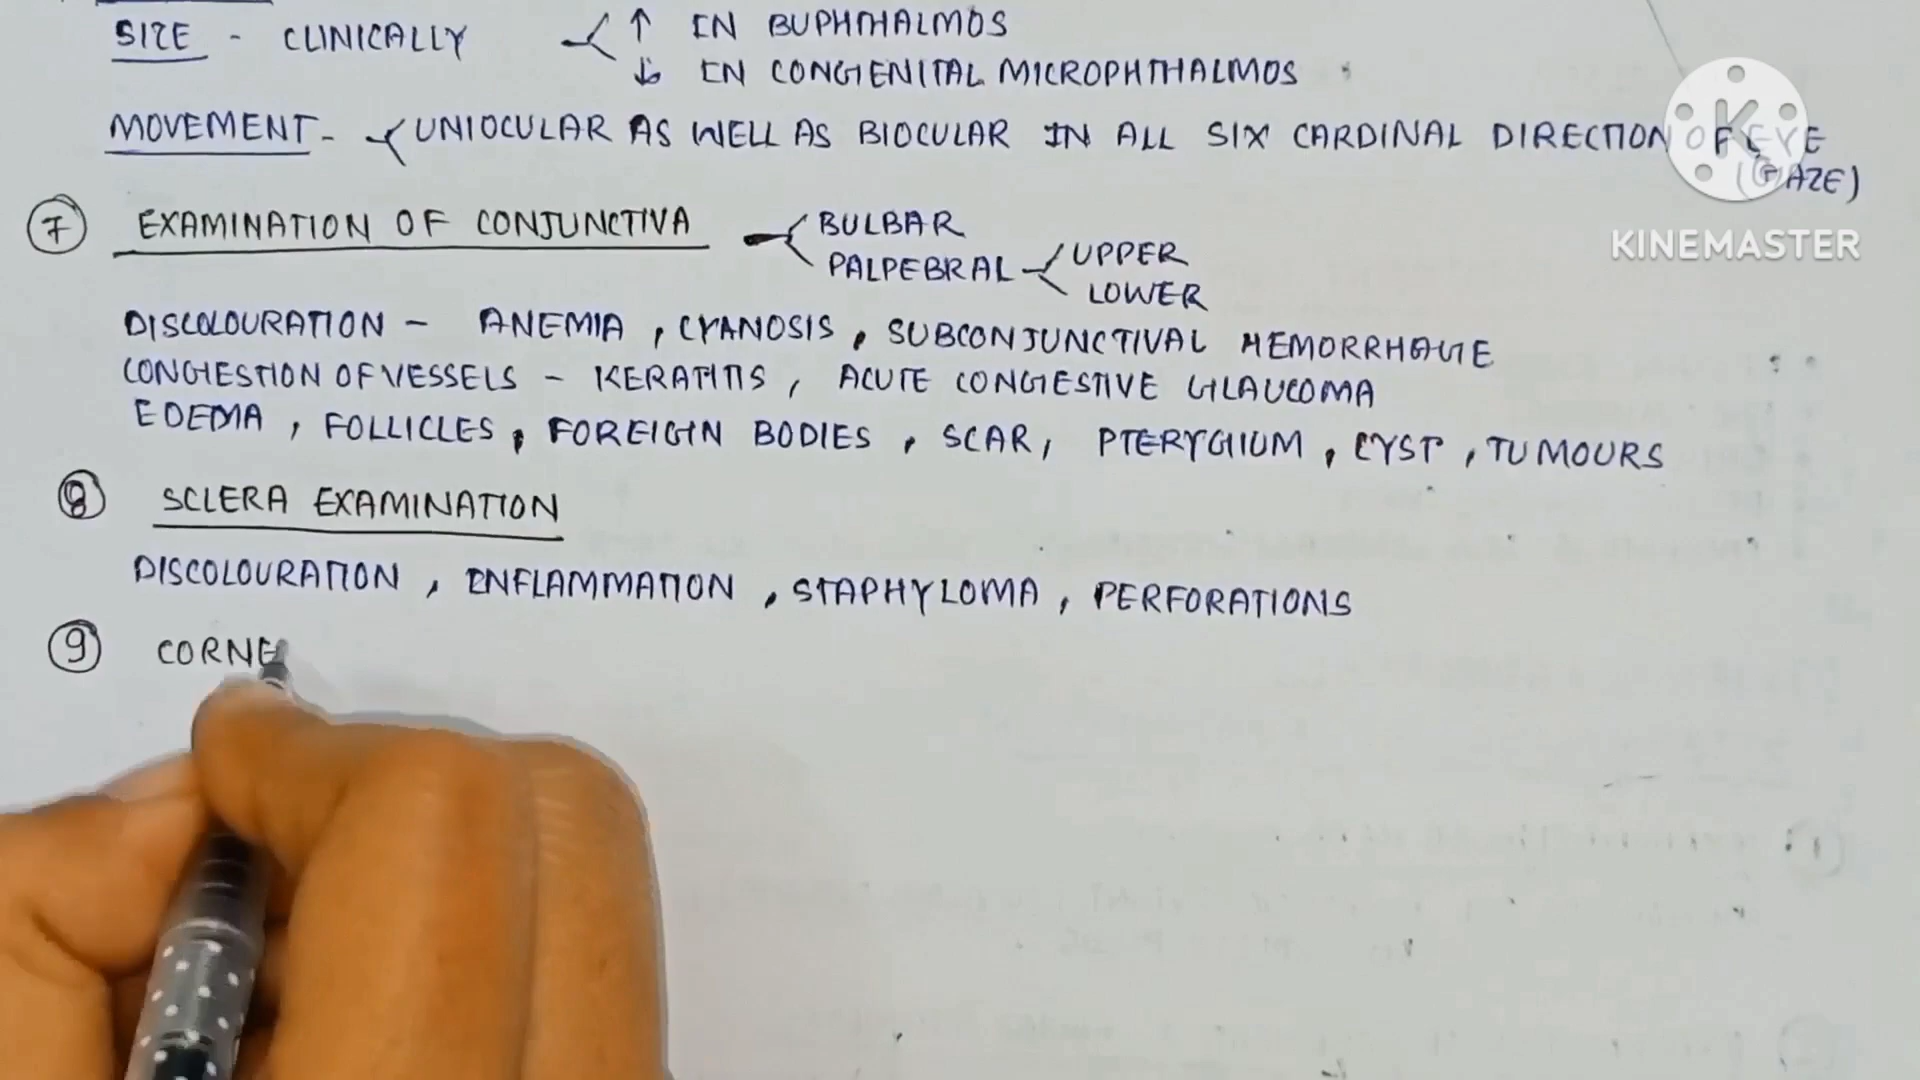 SIZE - CLINICALLY < ↑ IN BUPHTHALMOS
↓ IN CONGENITAL MICROPHTHALMOS
MOVEMENT - < UNIOCULAR AS WELL AS BIOCULAR IN ALL SIX CARDINAL DIRECTION OF EYE
(GAZE)
KINEMASTER
7 EXAMINATION OF CONJUNCTIVA < BULBAR
PALPEBRAL < UPPER
LOWER
DISCOLOURATION - ANEMIA, CYANOSIS, SUBCONJUNCTIVAL HEMORRHAGE
CONGESTION OF VESSELS - KERATITIS, ACUTE CONGESTIVE GLAUCOMA
EDEMA, FOLLICLES, FOREIGN BODIES, SCAR, PTERYGIUM, CYST, TUMOURS
8 SCLERA EXAMINATION
DISCOLOURATION, INFLAMMATION, STAPHYLOMA, PERFORATIONS
9 CORNE